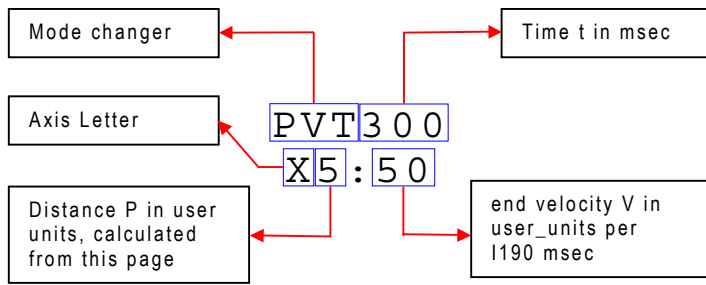 Mode changer
Time t in msec
Axis Letter
PVT300
X5:50
Distance P in user
units, calculated
from this page
end velocity V in
user_units per
I190 msec